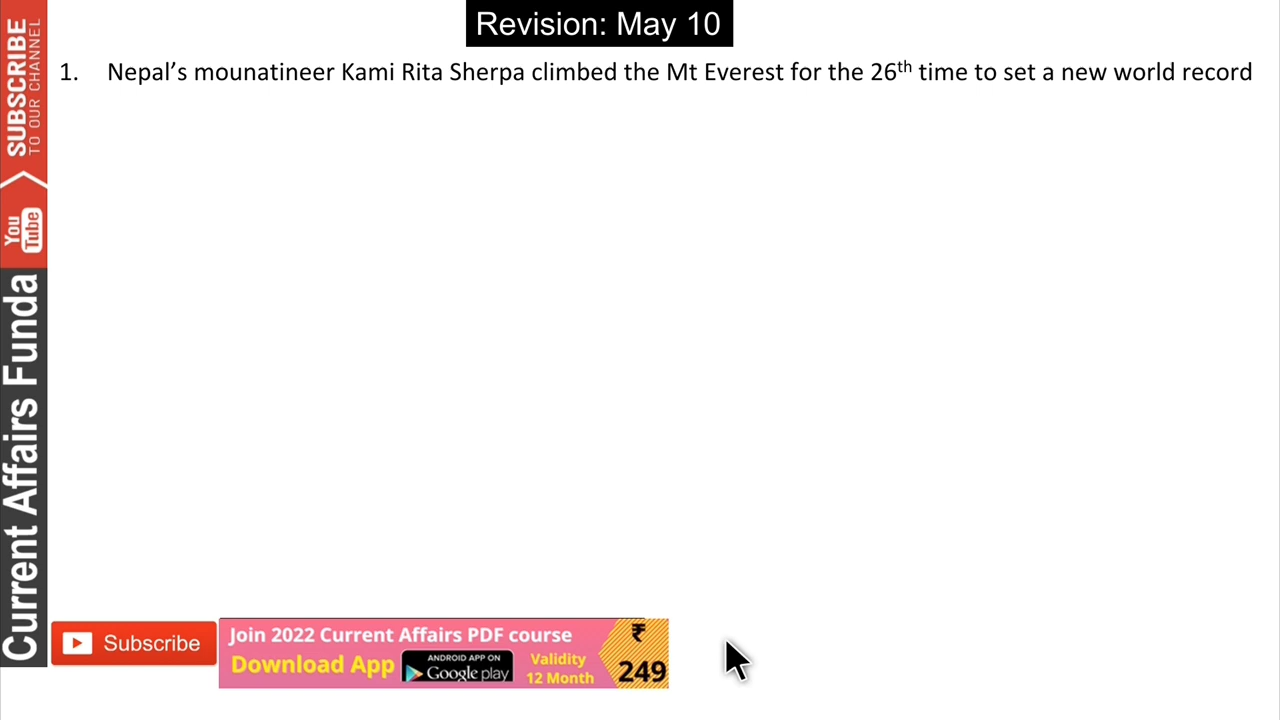 Revision: May 10
1. Nepal’s mounatineer Kami Rita Sherpa climbed the Mt Everest for the 26th time to set a new world record
SUBSCRIBE
TO OUR CHANNEL
You
Tube
Current Affairs Funda
Subscribe
Join 2022 Current Affairs PDF course
Download App
ANDROID APP ON
Google play
Validity
12 Month
₹
249